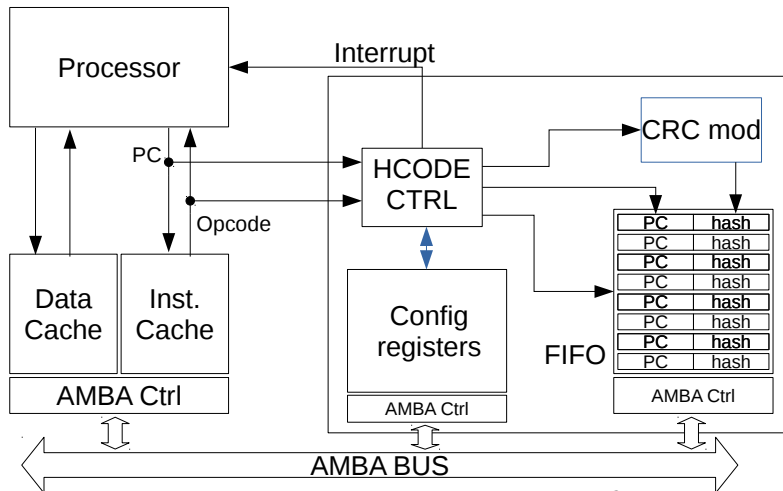 Processor
Interrupt
CRC mod
PC
HCODE
CTRL
Opcode
PC hash
PC hash
PC hash
PC hash
PC hash
PC hash
PC hash
PC hash
FIFO
Data
Cache
Inst.
Cache
Config
registers
AMBA Ctrl
AMBA Ctrl
AMBA Ctrl
AMBA BUS